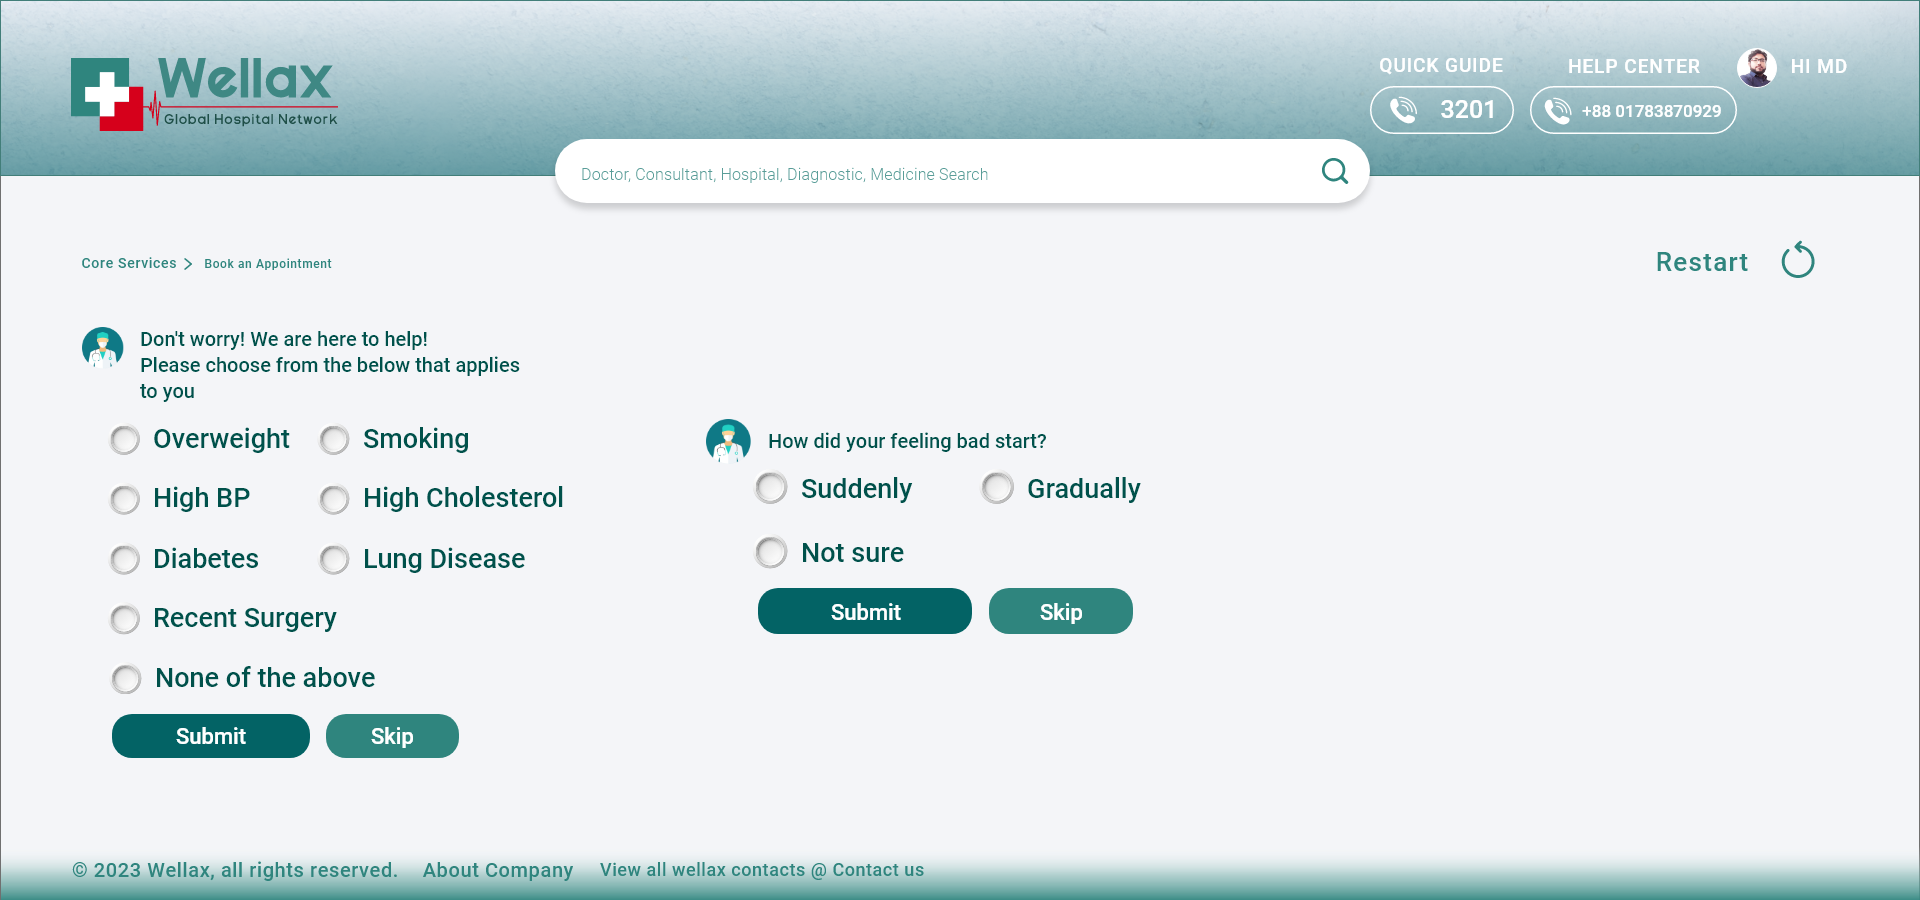 Wellax
Global Hospital Network
QUICK GUIDE
HELP CENTER
HI MD
3201
+88 01783870929
Doctor, Consultant, Hospital, Diagnostic, Medicine Search
Core Services
Book an Appointment
Restart
Don't worry! We are here to help!
Please choose from the below that applies
to you
Overweight
Smoking
High BP
High Cholesterol
Diabetes
Lung Disease
Recent Surgery
None of the above
Submit
Skip
How did your feeling bad start?
Suddenly
Gradually
Not sure
Submit
Skip
© 2023 Wellax, all rights reserved.
About Company
View all wellax contacts @ Contact us